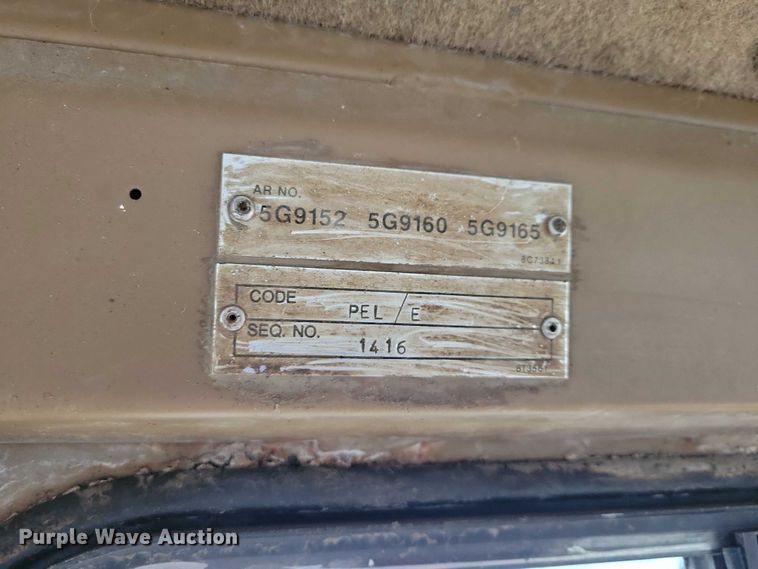 AR NO.
5G9152 5G9160 5G9165
CODE PEL/E
SEQ. NO. 1416
Purple Wave Auction